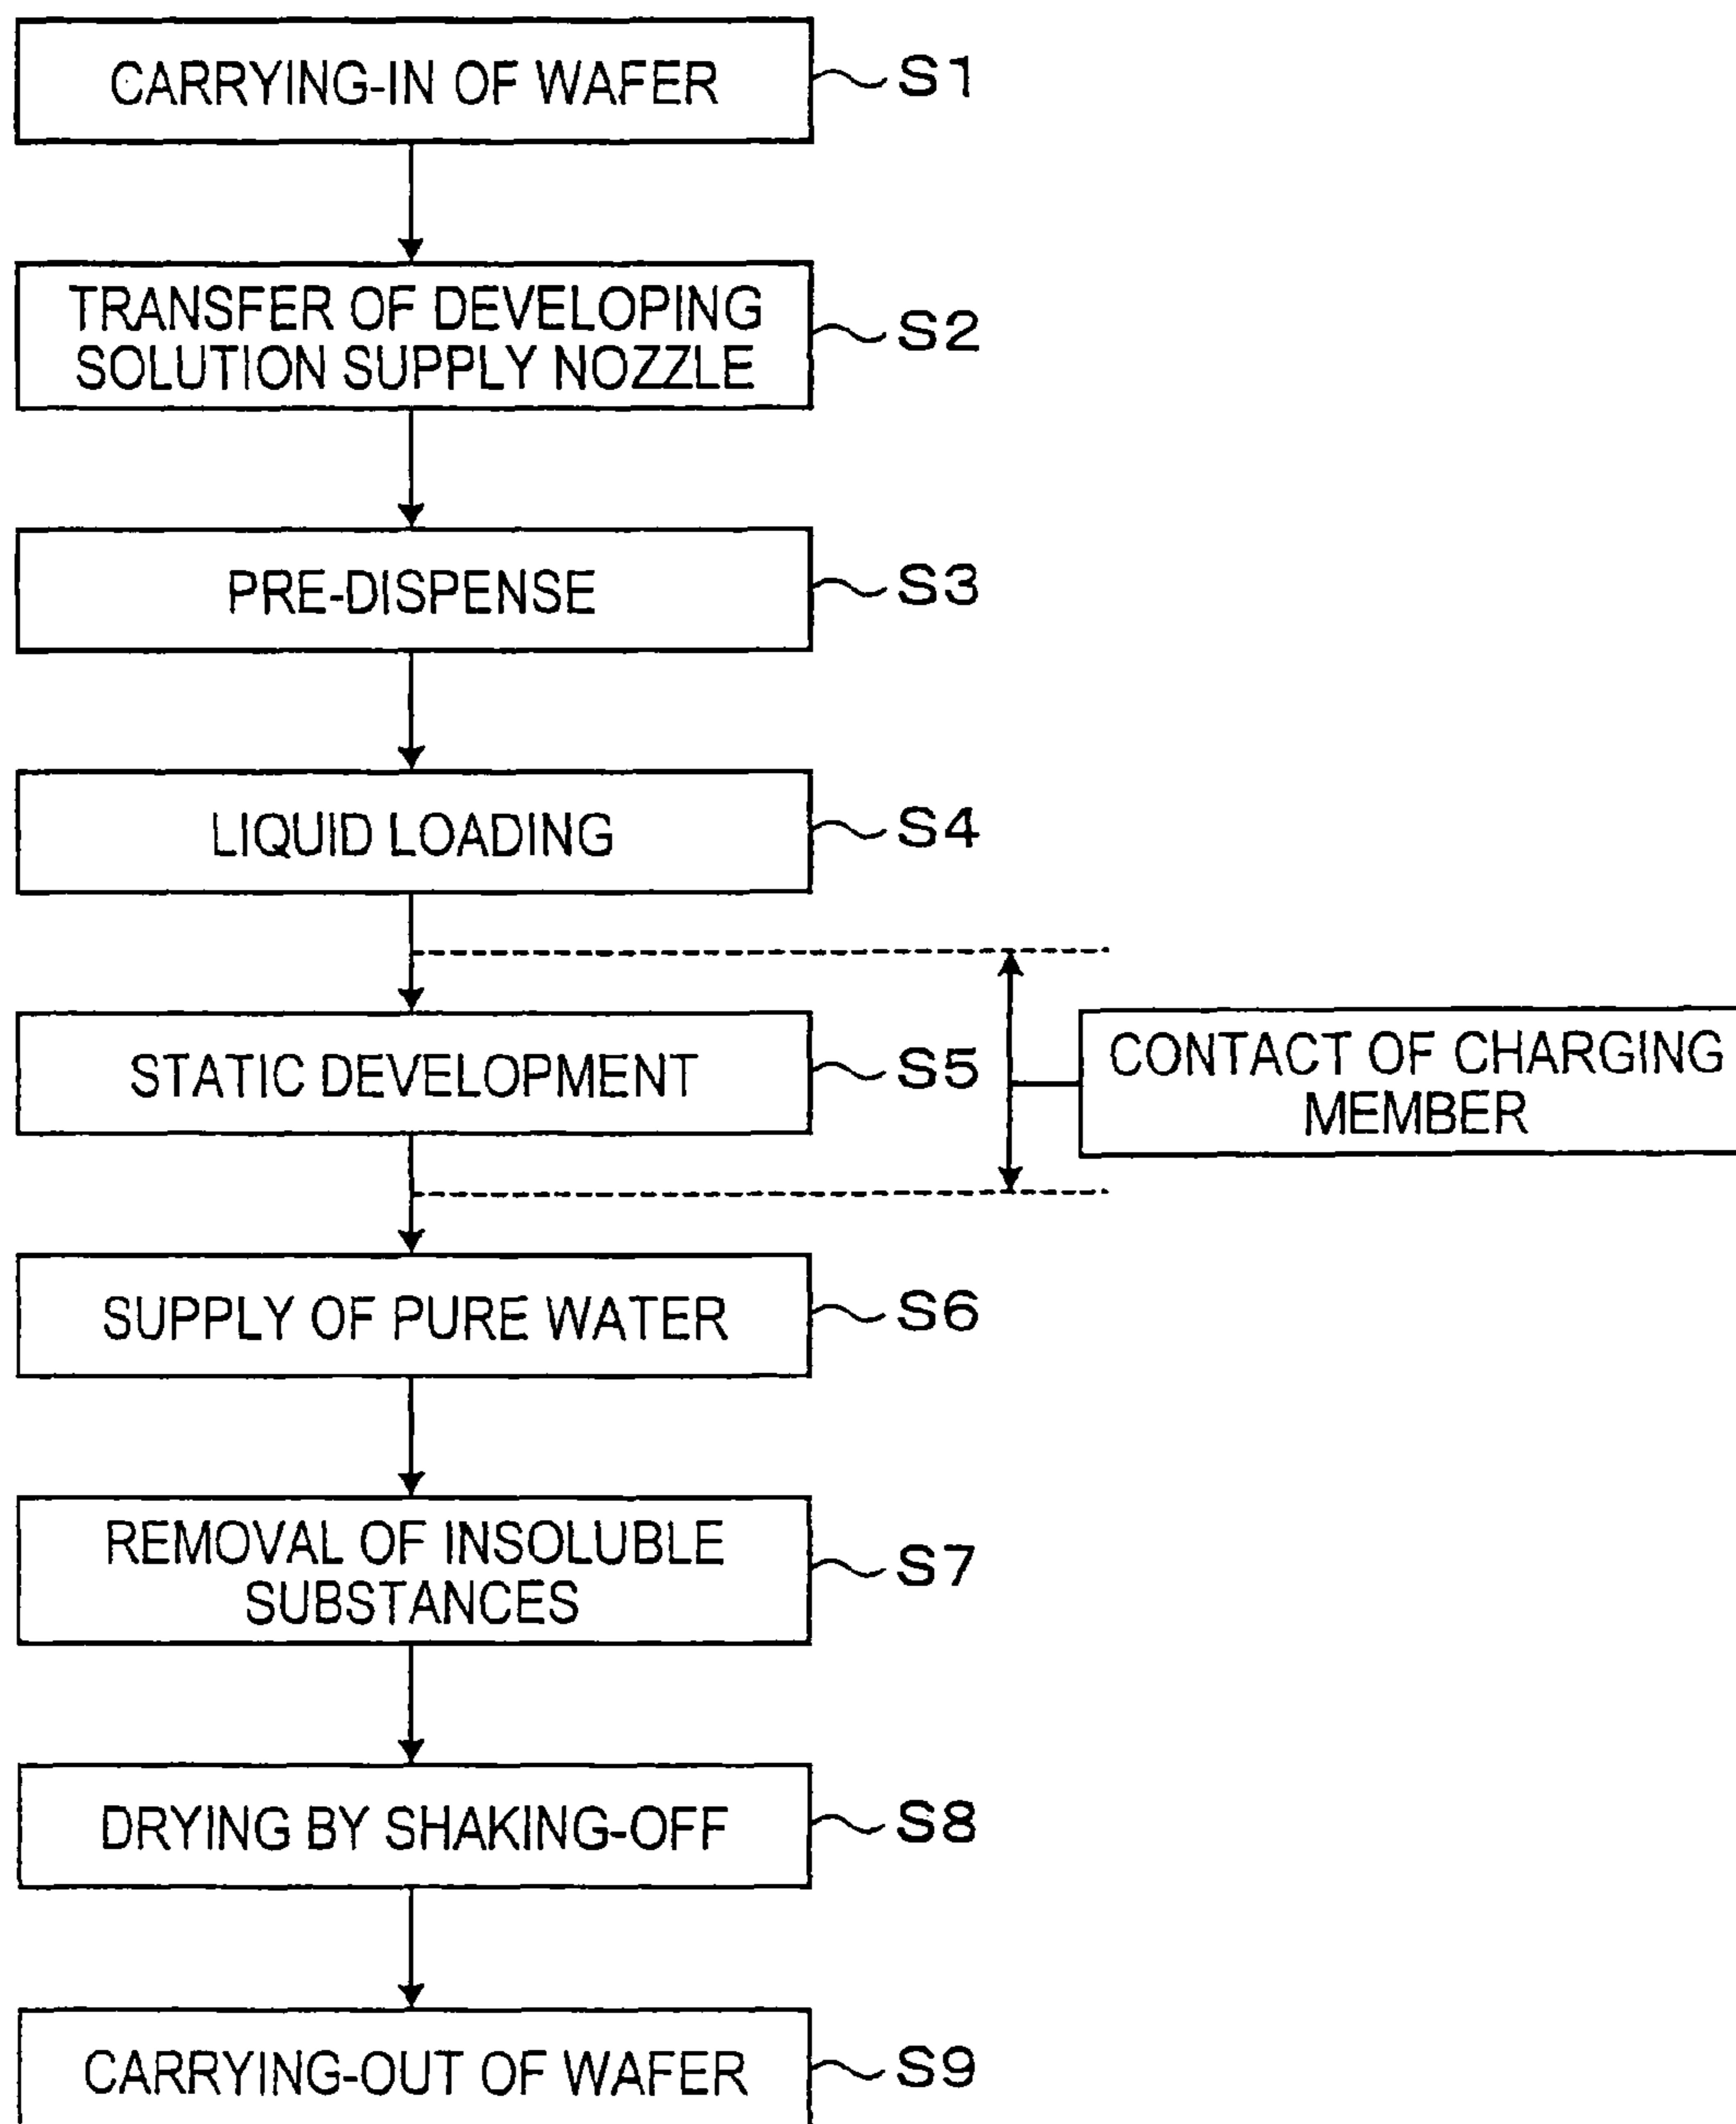 CARRYING-IN OF WAFER
S1
TRANSFER OF DEVELOPING
SOLUTION SUPPLY NOZZLE
S2
PRE-DISPENSE
S3
LIQUID LOADING
S4
STATIC DEVELOPMENT
S5
CONTACT OF CHARGING
MEMBER
SUPPLY OF PURE WATER
S6
REMOVAL OF INSOLUBLE
SUBSTANCES
S7
DRYING BY SHAKING-OFF
S8
CARRYING-OUT OF WAFER
S9